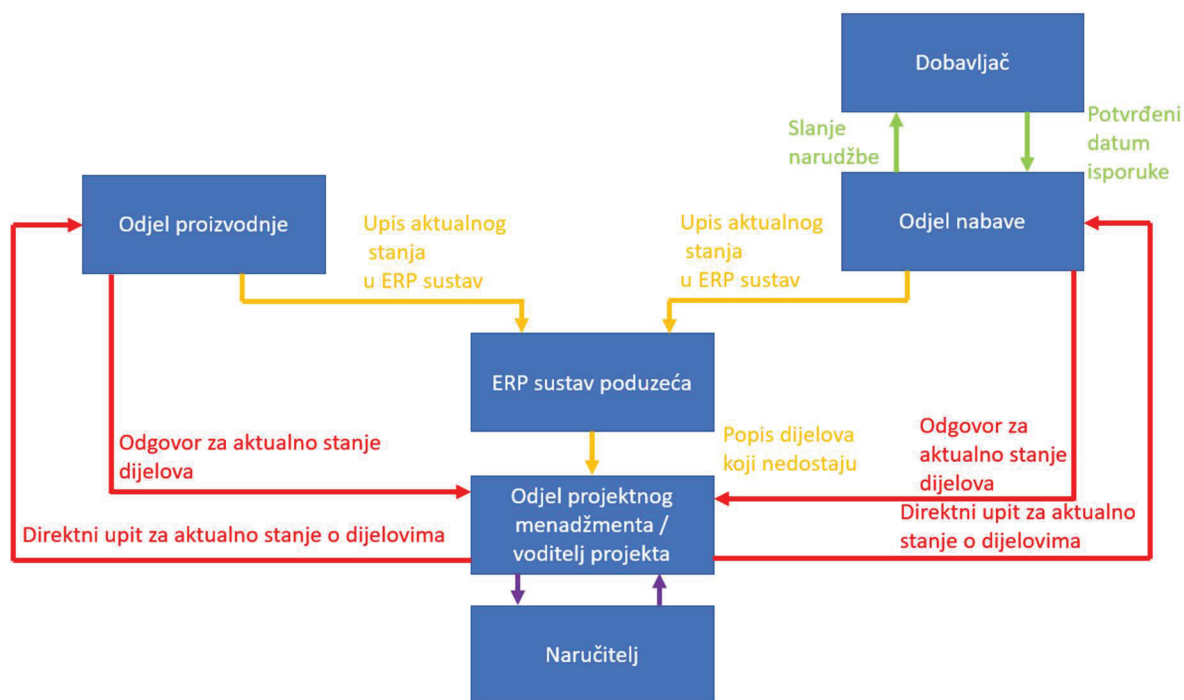 Dobavljač
Slanje
narudžbe
Potvrđeni
datum
isporuke
Odjel proizvodnje
Odjel nabave
Upis aktualnog
stanja
u ERP sustav
Upis aktualnog
stanja
u ERP sustav
ERP sustav poduzeća
Popis dijelova
koji nedostaju
Odgovor za aktualno stanje
dijelova
Odgovor za
aktualno stanje
dijelova
Odjel projektnog
menadžmenta /
voditelj projekta
Direktni upit za aktualno stanje o dijelovima
Direktni upit za aktualno
stanje o dijelovima
Naručitelj